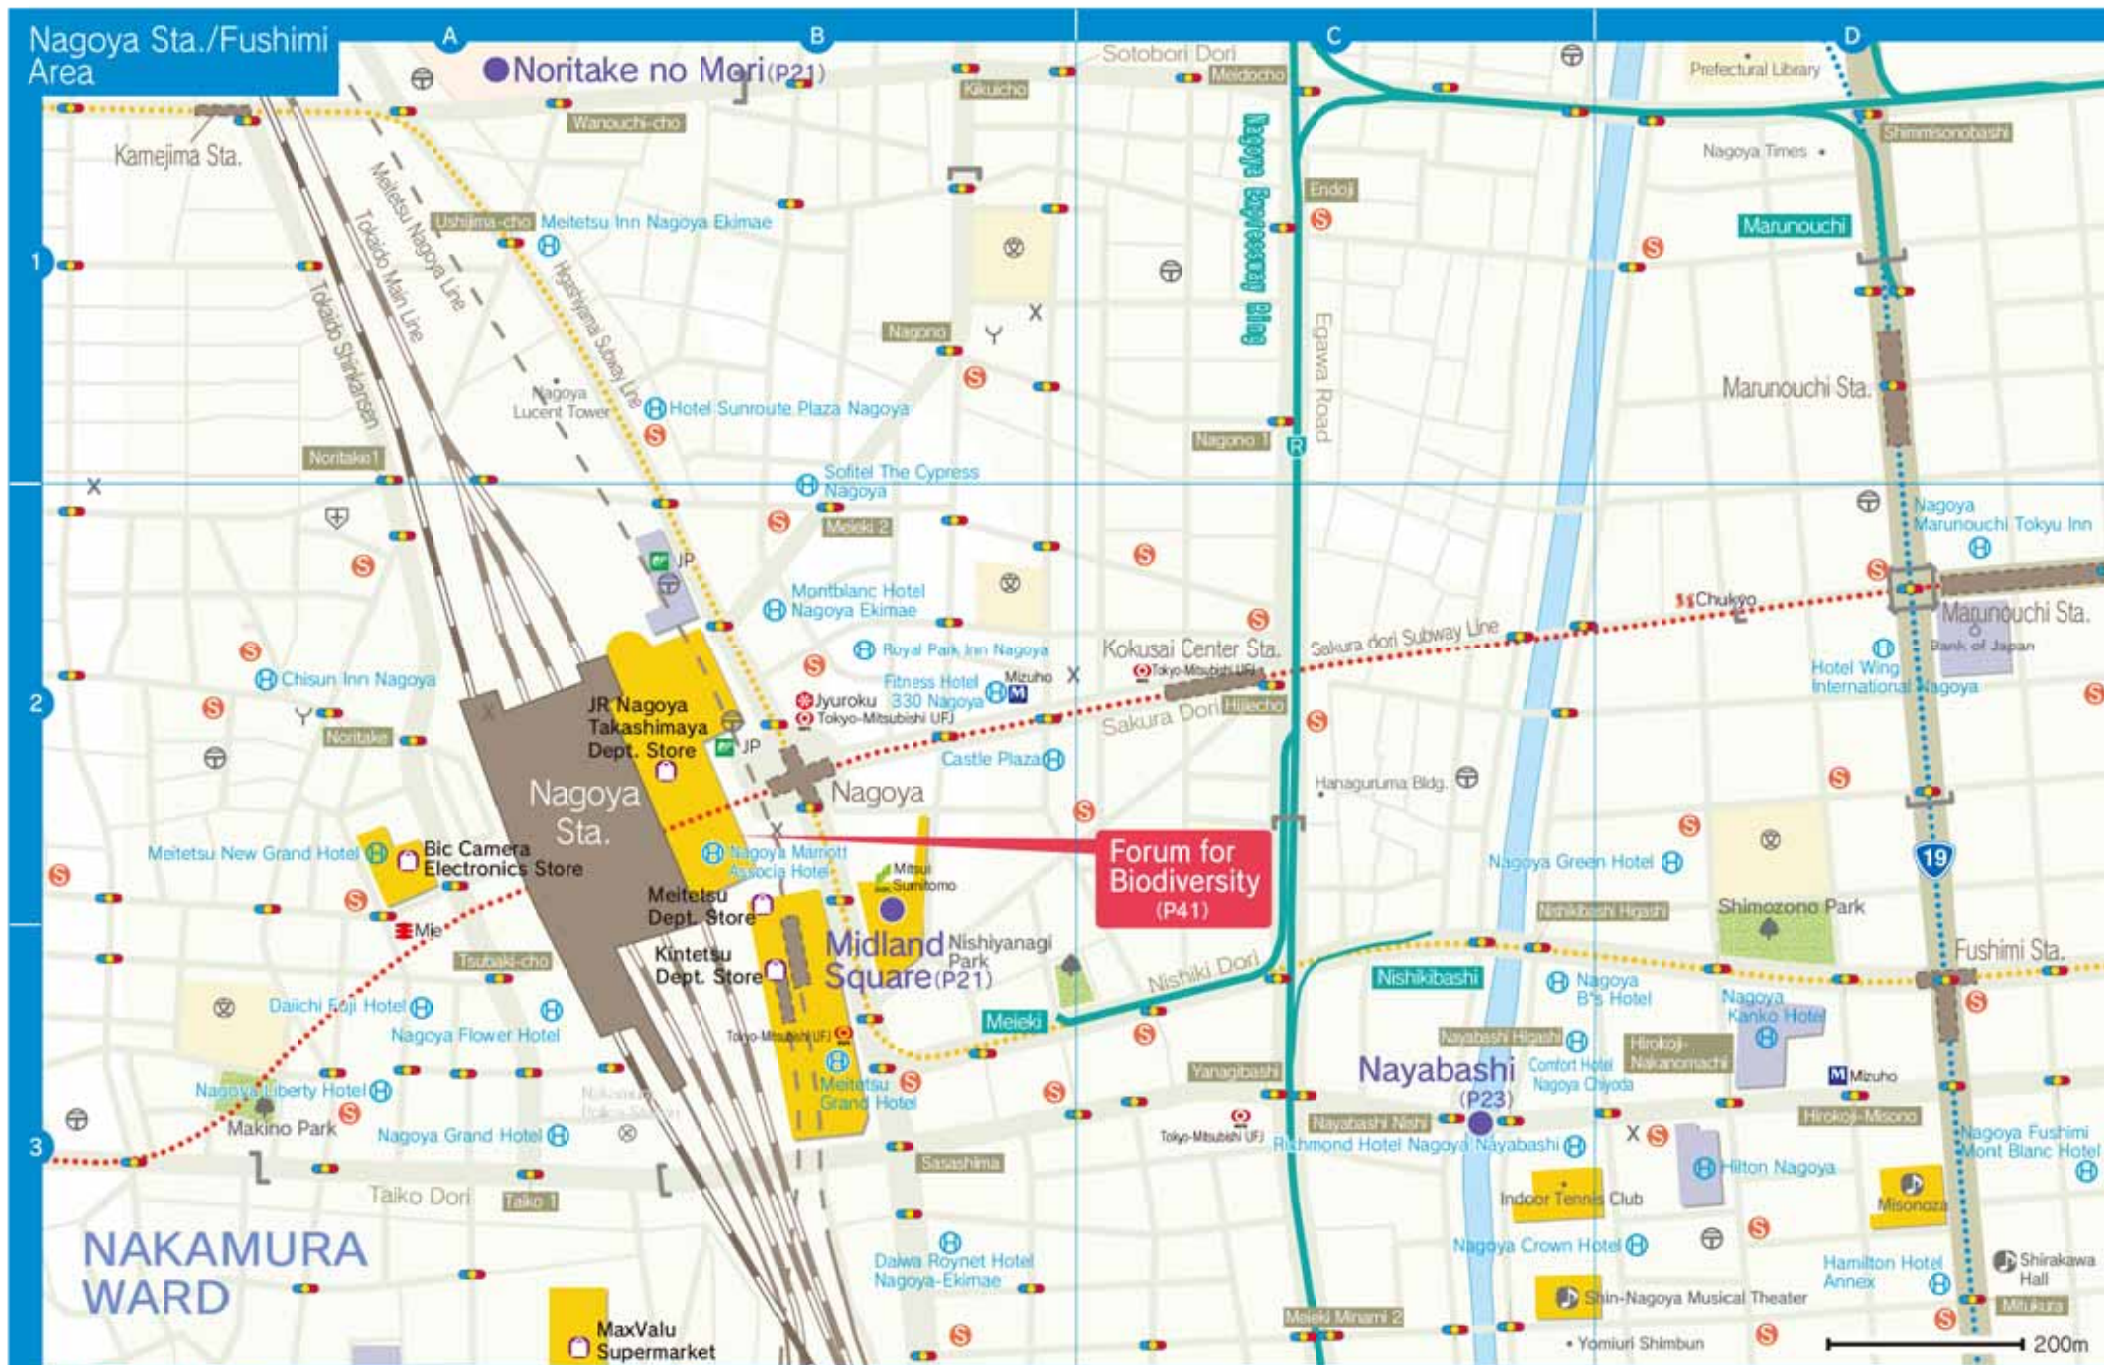 Nagoya Sta./Fushimi
Area
A
B
C
D
1
2
3
Noritake no Mori(P21)
Sotobori Dori
Meidocho
Kikuicho
Wanouchi-cho
Prefectural Library
Shimmisonobashi
Nagoya Times
Kamejima Sta.
Meitetsu Nagoya Line
Tokaido Main Line
Tokaido Shinkansen
Ushijima-cho
Meitetsu Inn Nagoya Ekimae
Higashiyamai Subway Line
Nagoya Expressway Ring
Endoji
Egawa Road
Marunouchi
Nagono
Nagoya
Lucent Tower
Hotel Sunroute Plaza Nagoya
Marunouchi Sta.
Nagono 1
R
Noritake1
Sofitel The Cypress
Nagoya
Meieki 2
Nagoya
Marunouchi Tokyu Inn
JP
Montblanc Hotel
Nagoya Ekimae
Chukyo
Marunouchi Sta.
Bank of Japan
Royal Park Inn Nagoya
Kokusai Center Sta.
Tokyo-Mitsubishi UFJ
Sakura dori Subway Line
Hotel Wing
International Nagoya
Chisun Inn Nagoya
Fitness Hotel
330 Nagoya
Mizuho
JR Nagoya
Takashimaya
Dept. Store
Jyuroku
Tokyo-Mitsubishi UFJ
Sakura Dori
Noritake
JP
Castle Plaza
Hanaguruma Bldg.
Nagoya
Sta.
Nagoya
Meitetsu New Grand Hotel
Bic Camera
Electronics Store
Nagoya Marriott
Associa Hotel
Forum for
Biodiversity
(P41)
Nagoya Green Hotel
19
Mitsui
Sumitomo
Meitetsu
Dept. Store
Nishikibashi Higashi
Shimozono Park
Mie
Midland
Square(P21)
Nishiyanagi
Park
Kintetsu
Dept. Store
Tsubaki-cho
Nishiki Dori
Nishikibashi
Fushimi Sta.
Nagoya
B's Hotel
Nagoya
Kanko Hotel
Daiichi Fuji Hotel
Nagoya Flower Hotel
Meieki
Tokyo-Mitsubishi UFJ
Nayabashi Higashi
Hirokoji-
Nakanomachi
Comfort Hotel
Nagoya Chiyoda
Yanagibashi
Nayabashi
(P23)
Mizuho
Nagoya Liberty Hotel
Meitetsu
Grand Hotel
Hirokoji-Misono
Makino Park
Nagoya Grand Hotel
Tokyo-Mitsubishi UFJ
Nayabashi Nishi
Richmond Hotel Nagoya Nayabashi
Nagoya Fushimi
Mont Blanc Hotel
Sasashima
Hilton Nagoya
Taiko Dori
Taiko 1
Indoor Tennis Club
Misonoza
NAKAMURA
WARD
Daiwa Roynet Hotel
Nagoya-Ekimae
Nagoya Crown Hotel
Hamilton Hotel
Annex
Shirakawa
Hall
Shin-Nagoya Musical Theater
Mitukura
Meieki Minami 2
MaxValu
Supermarket
Yomiuri Shimbun
200m